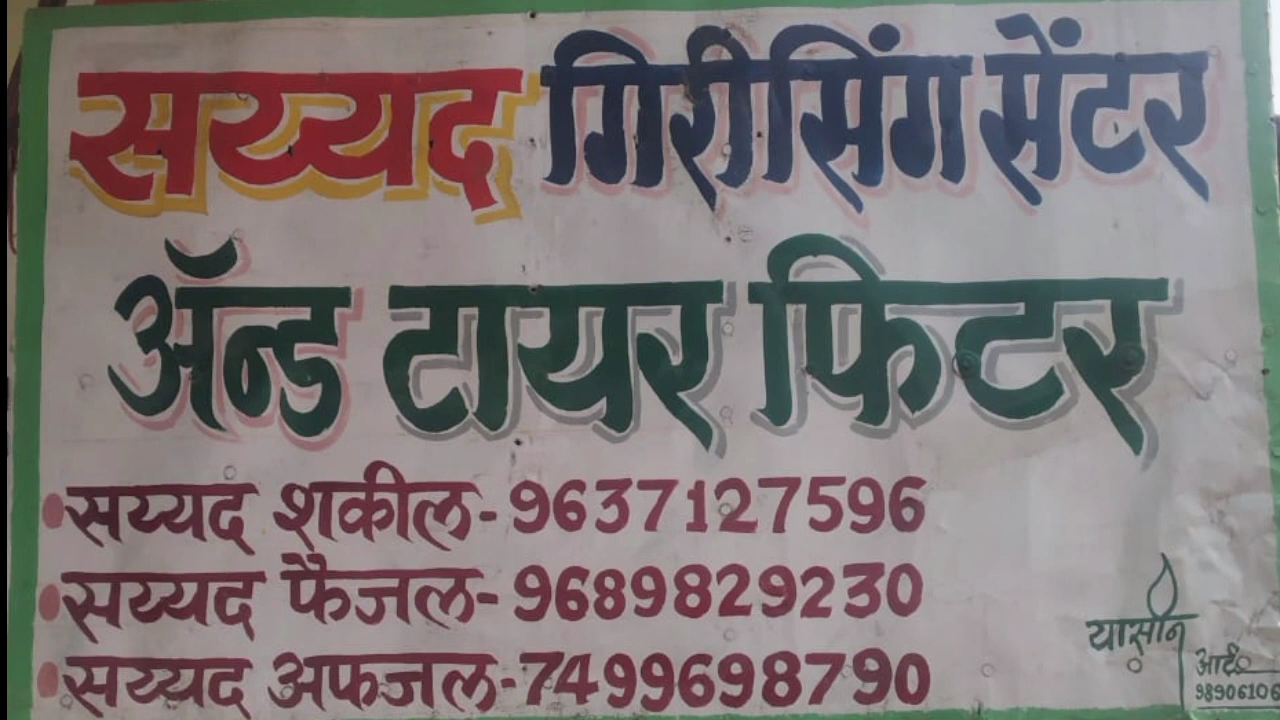 सय्यद गिरीसिंग सेंटर
ॲन्ड टायर फिटर
सय्यद शकील-9637127596
सय्यद फैजल-9689829230
सय्यद अफजल-7499698790
यासीन
आर्ट
98906106